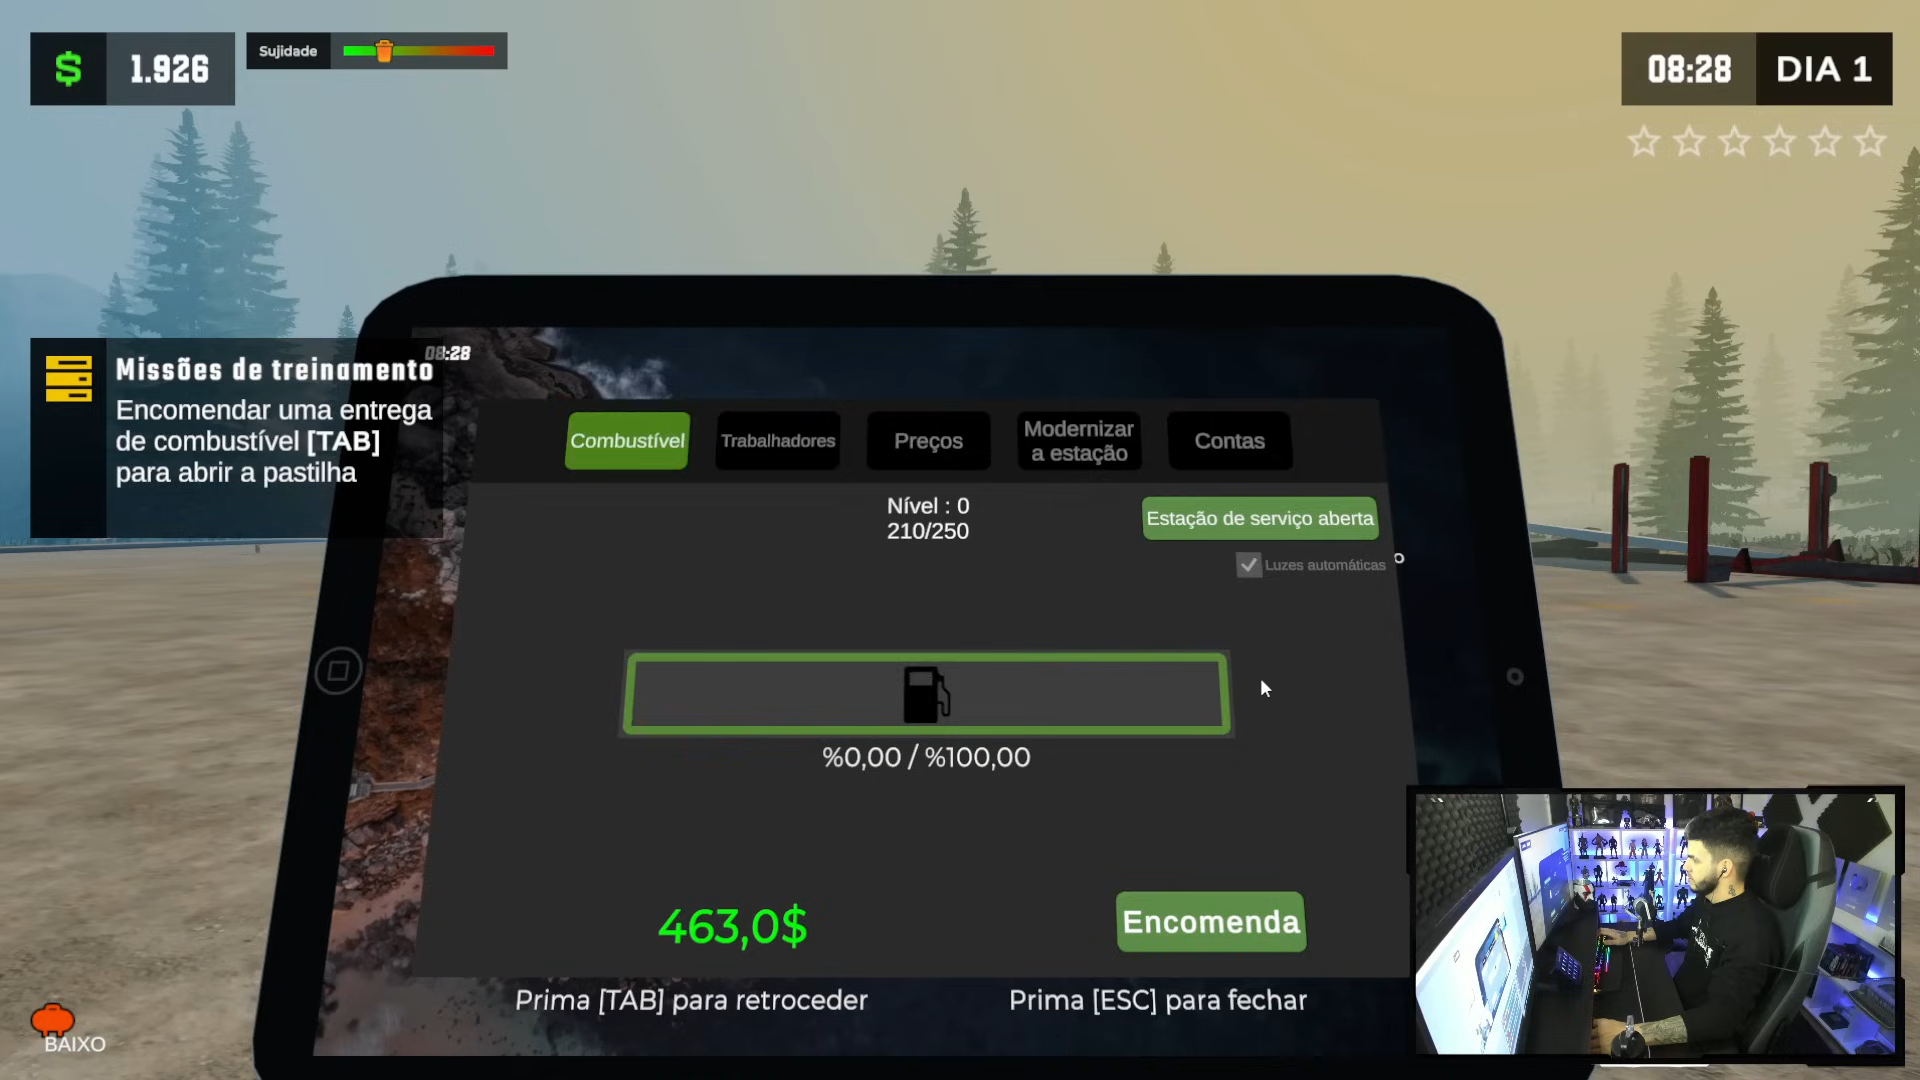 $ 1.926
Sujidade
08:28 DIA 1
Missões de treinamento
Encomendar uma entrega
de combustível [TAB]
para abrir a pastilha
08:28
Combustível
Trabalhadores
Preços
Modernizar
a estação
Contas
Nível : 0
210/250
Estação de serviço aberta
Luzes automáticas
%0,00 / %100,00
463,0$
Encomenda
Prima [TAB] para retroceder
Prima [ESC] para fechar
BAIXO